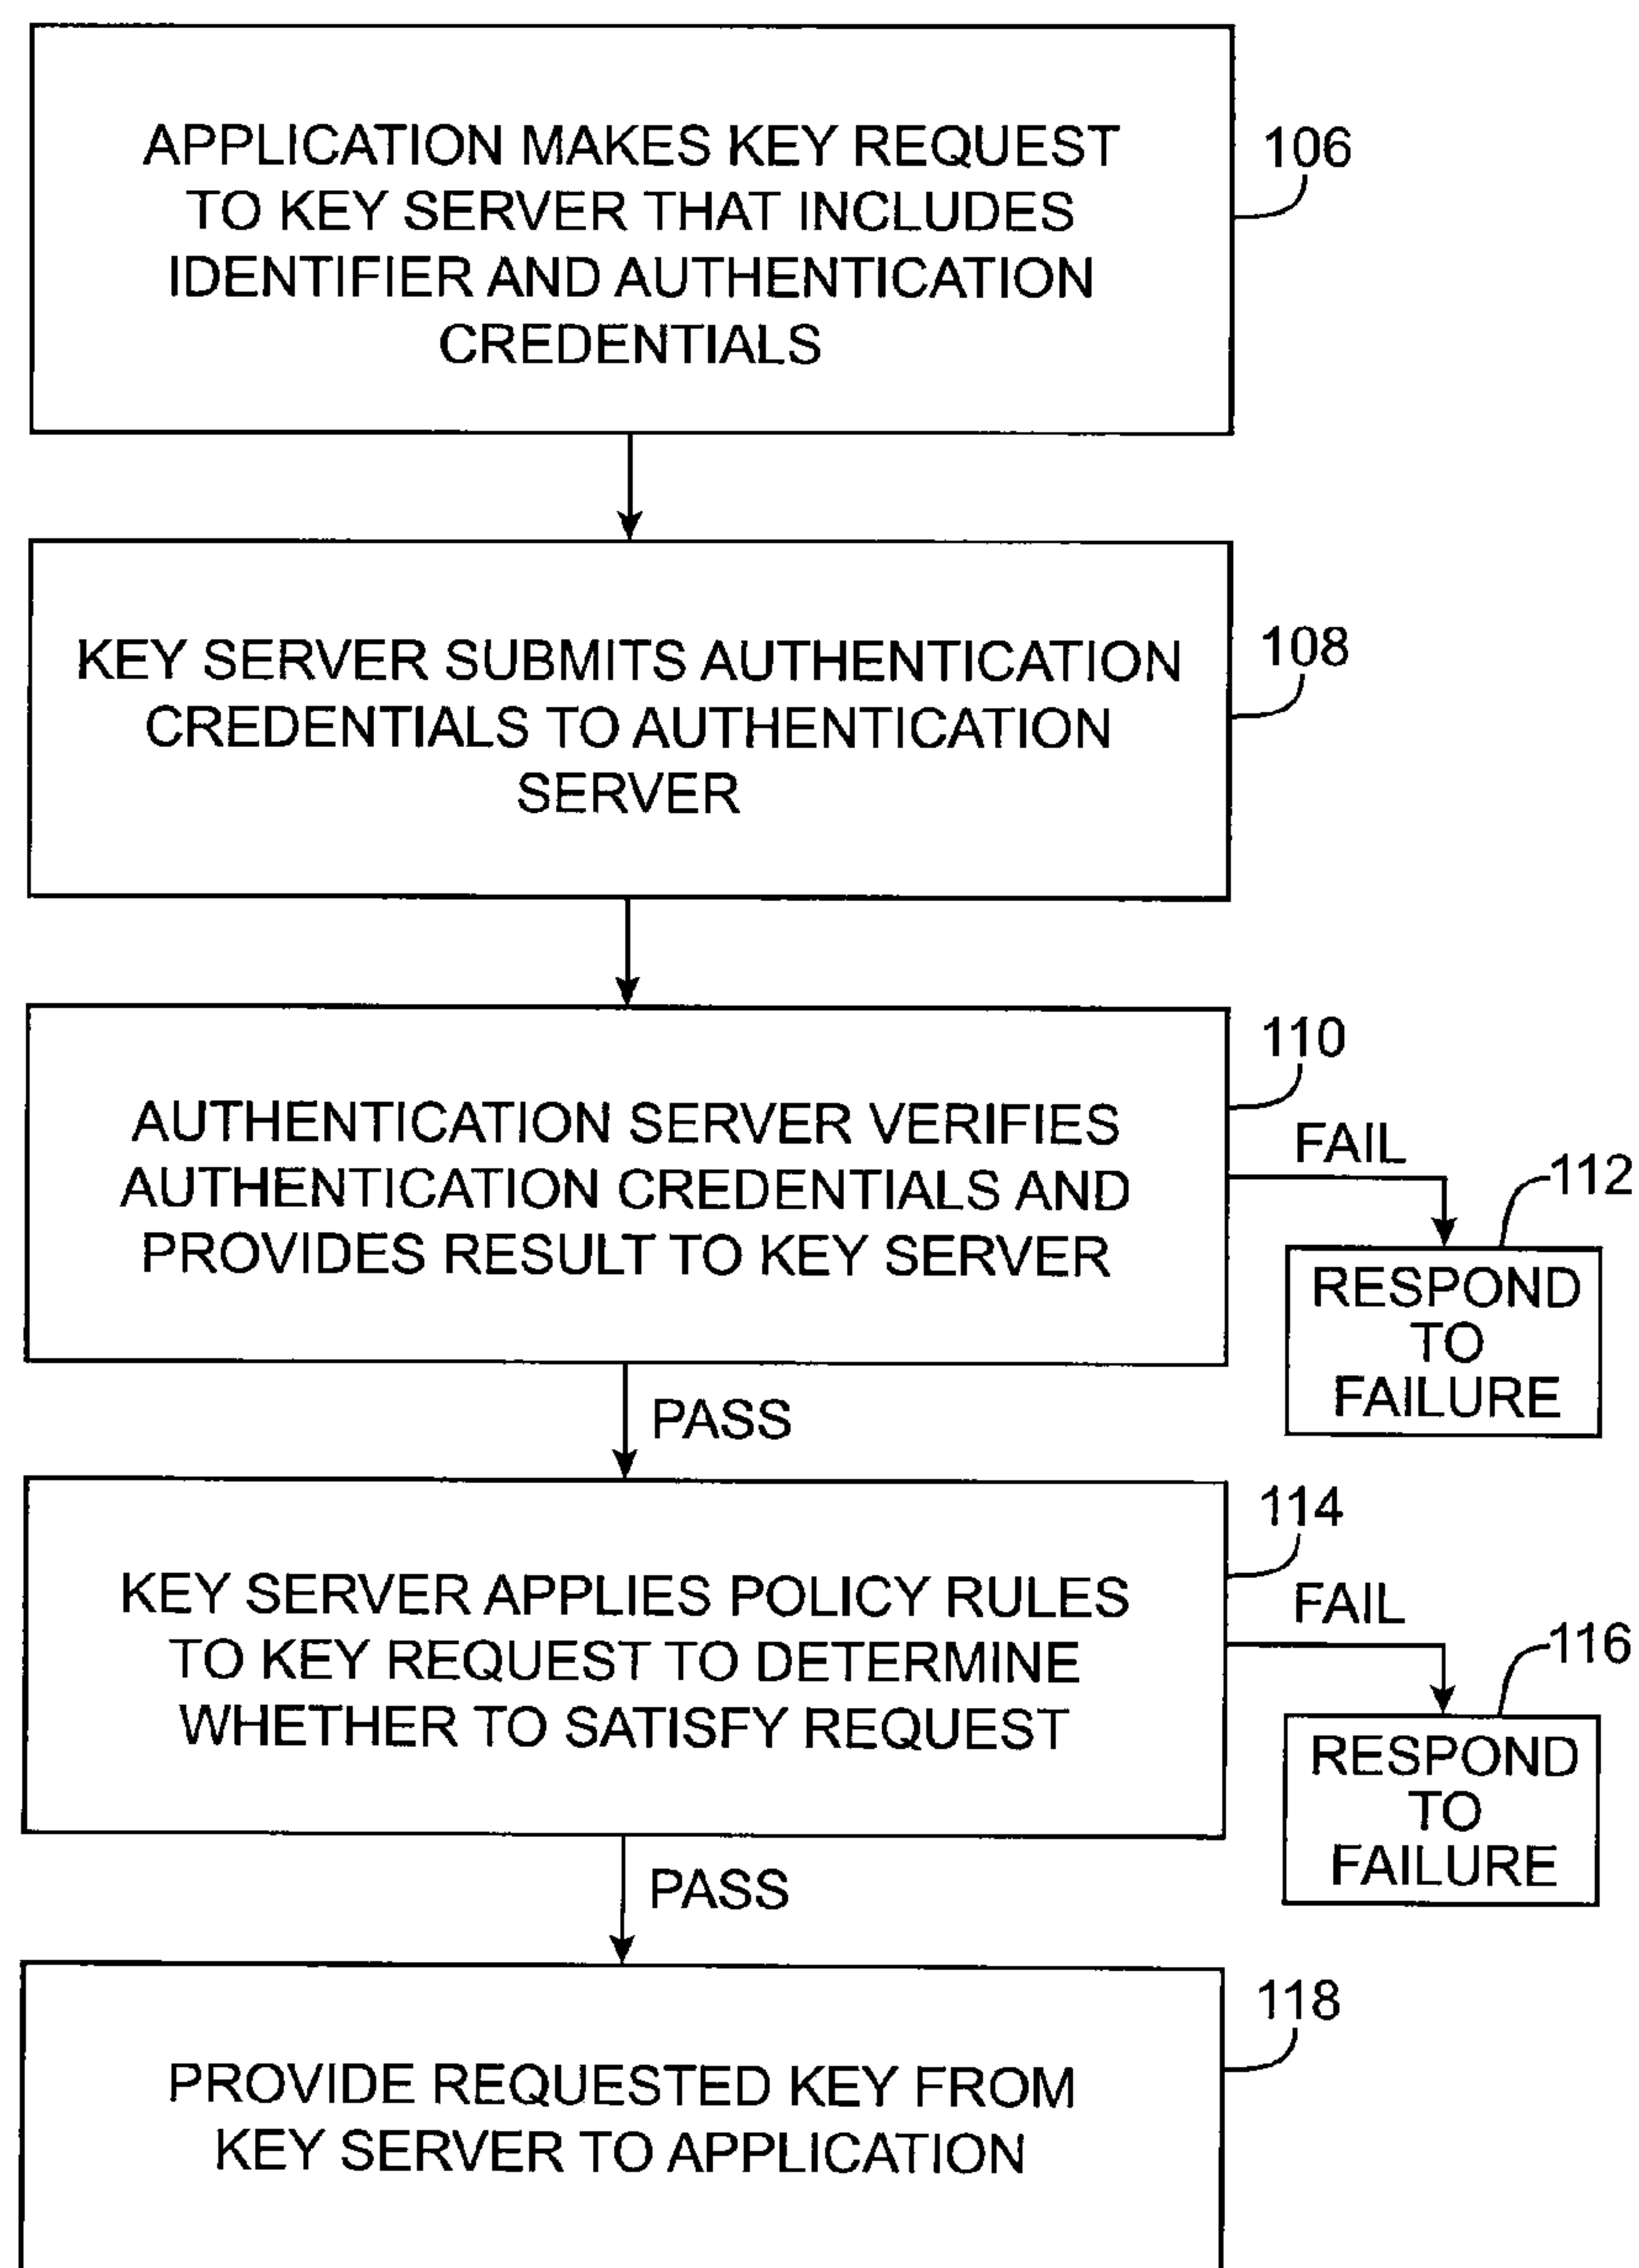 APPLICATION MAKES KEY REQUEST
TO KEY SERVER THAT INCLUDES
IDENTIFIER AND AUTHENTICATION
CREDENTIALS
106
KEY SERVER SUBMITS AUTHENTICATION
CREDENTIALS TO AUTHENTICATION
SERVER
108
AUTHENTICATION SERVER VERIFIES
AUTHENTICATION CREDENTIALS AND
PROVIDES RESULT TO KEY SERVER
110
FAIL
112
RESPOND
TO
FAILURE
PASS
KEY SERVER APPLIES POLICY RULES
TO KEY REQUEST TO DETERMINE
WHETHER TO SATISFY REQUEST
114
FAIL
116
RESPOND
TO
FAILURE
PASS
PROVIDE REQUESTED KEY FROM
KEY SERVER TO APPLICATION
118